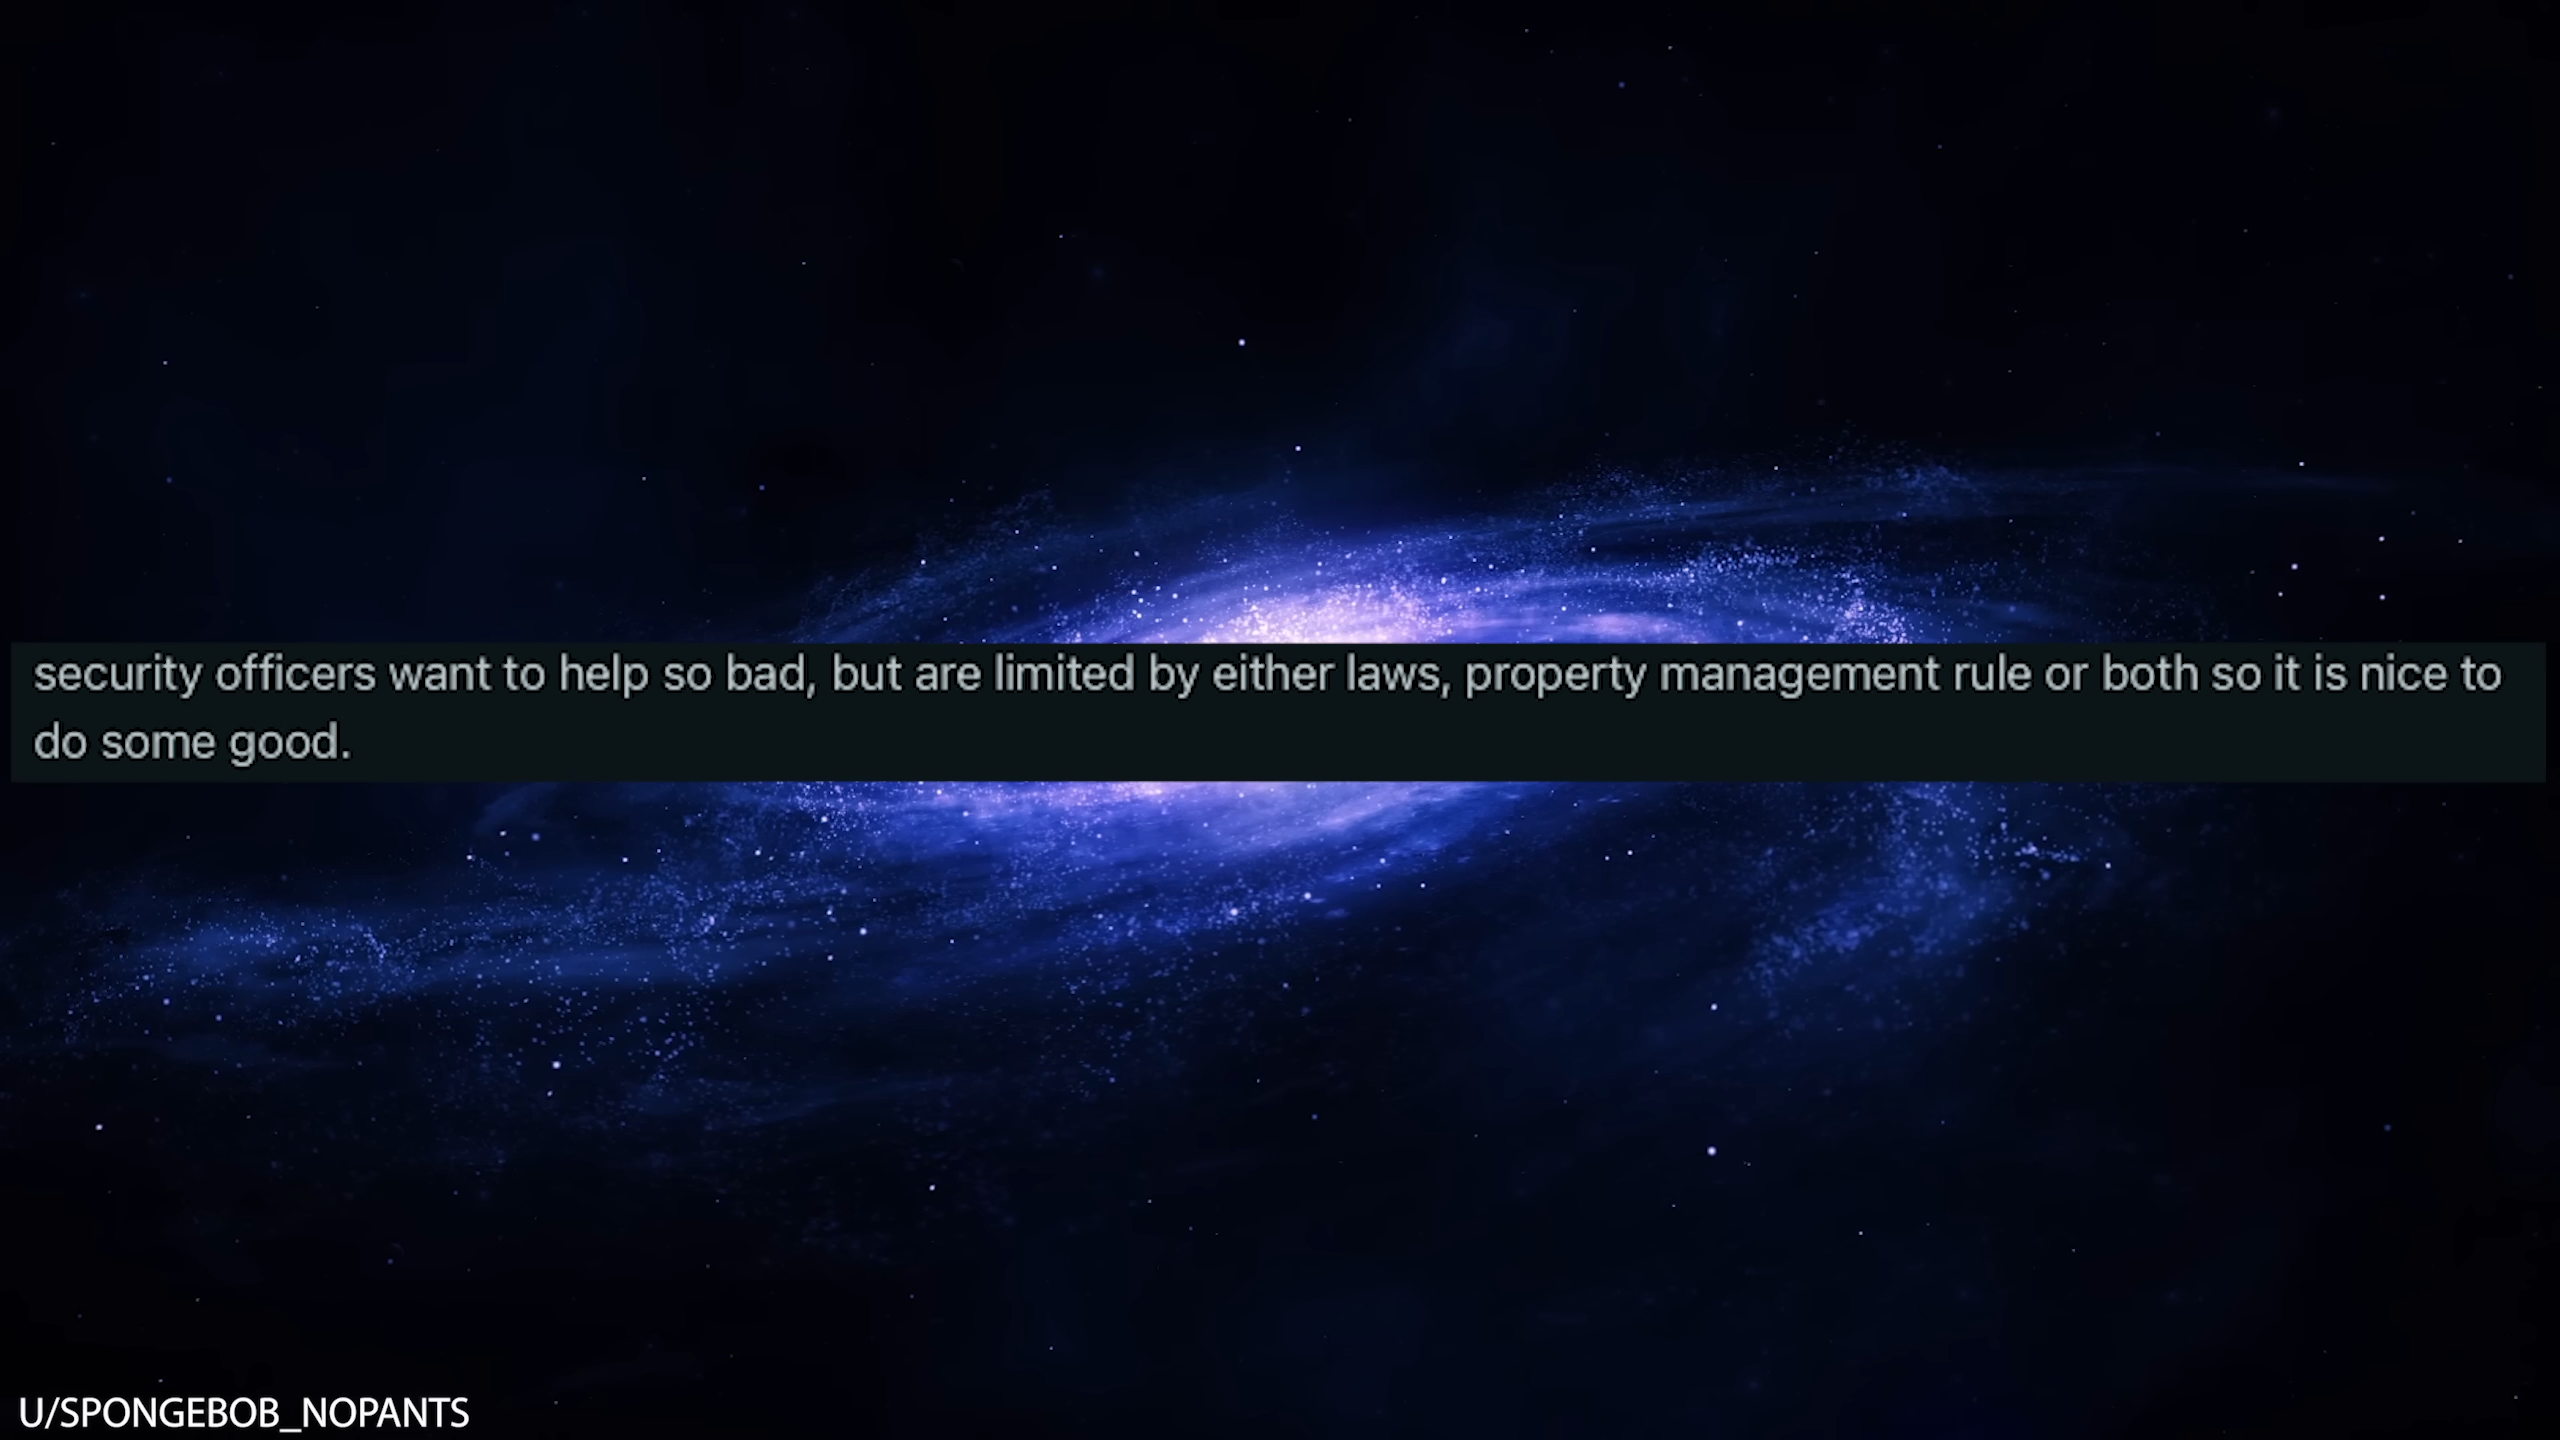 security officers want to help so bad, but are limited by either laws, property management rule or both so it is nice to
do some good.
U/SPONGEBOB_NOPANTS